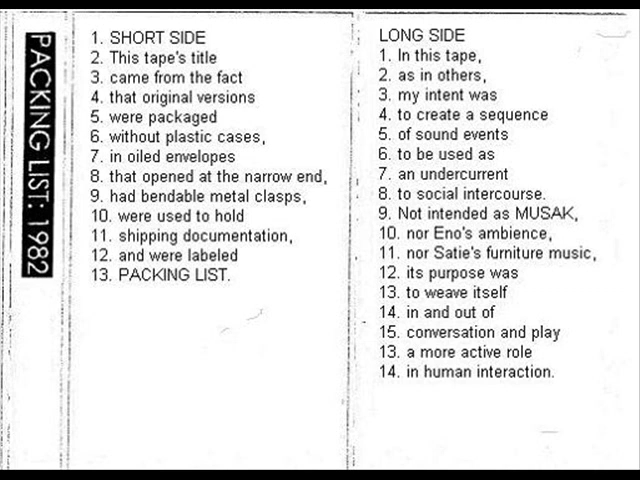 PACKING LIST: 1982
1. SHORT SIDE
2. This tape's title
3. came from the fact
4. that original versions
5. were packaged
6. without plastic cases,
7. in oiled envelopes
8. that opened at the narrow end,
9. had bendable metal clasps,
10. were used to hold
11. shipping documentation,
12. and were labeled
13. PACKING LIST.
LONG SIDE
1. In this tape,
2. as in others,
3. my intent was
4. to create a sequence
5. of sound events
6. to be used as
7. an undercurrent
8. to social intercourse.
9. Not intended as MUSAK,
10. nor Eno's ambience,
11. nor Satie's furniture music,
12. its purpose was
13. to weave itself
14. in and out of
15. conversation and play
13. a more active role
14. in human interaction.